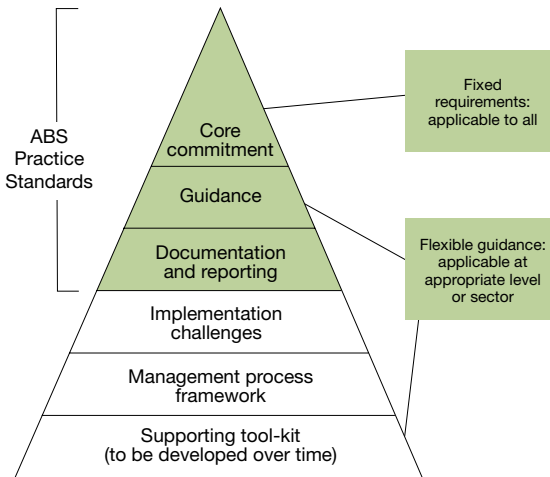 ABS
Practice
Standards
Core
commitment
Guidance
Documentation
and reporting
Implementation
challenges
Management process
framework
Supporting tool-kit
(to be developed over time)
Fixed
requirements:
applicable to all
Flexible guidance:
applicable at
appropriate level
or sector